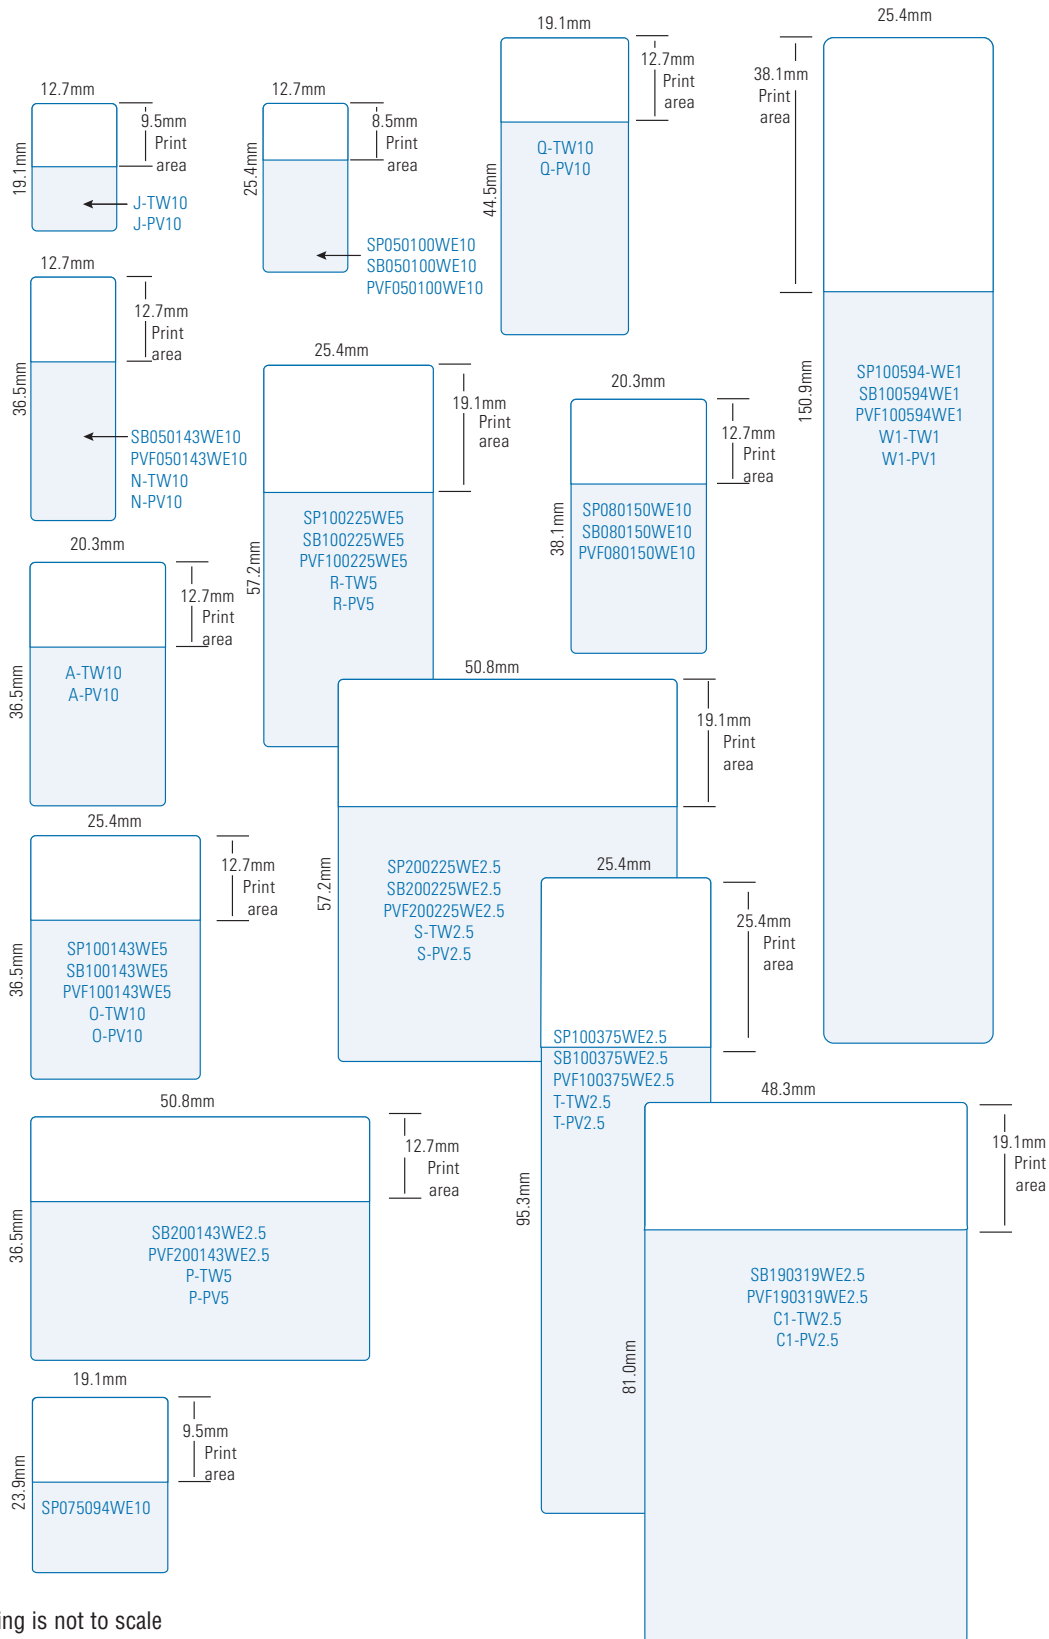 12.7mm
19.1mm
9.5mm
Print
area
J-TW10
J-PV10
12.7mm
25.4mm
8.5mm
Print
area
SP050100WE10
SB050100WE10
PVF050100WE10
19.1mm
44.5mm
12.7mm
Print
area
Q-TW10
Q-PV10
25.4mm
38.1mm
Print
area
150.9mm
SP100594-WE1
SB100594WE1
PVF100594WE1
W1-TW1
W1-PV1
12.7mm
36.5mm
12.7mm
Print
area
SB050143WE10
PVF050143WE10
N-TW10
N-PV10
25.4mm
57.2mm
19.1mm
Print
area
SP100225WE5
SB100225WE5
PVF100225WE5
R-TW5
R-PV5
20.3mm
38.1mm
12.7mm
Print
area
SP080150WE10
SB080150WE10
PVF080150WE10
20.3mm
36.5mm
12.7mm
Print
area
A-TW10
A-PV10
50.8mm
57.2mm
19.1mm
Print
area
SP200225WE2.5
SB200225WE2.5
PVF200225WE2.5
S-TW2.5
S-PV2.5
25.4mm
36.5mm
12.7mm
Print
area
SP100143WE5
SB100143WE5
PVF100143WE5
O-TW10
O-PV10
25.4mm
95.3mm
25.4mm
Print
area
SP100375WE2.5
SB100375WE2.5
PVF100375WE2.5
T-TW2.5
T-PV2.5
50.8mm
36.5mm
12.7mm
Print
area
SB200143WE2.5
PVF200143WE2.5
P-TW5
P-PV5
48.3mm
81.0mm
19.1mm
Print
area
SB190319WE2.5
PVF190319WE2.5
C1-TW2.5
C1-PV2.5
19.1mm
23.9mm
9.5mm
Print
area
SP075094WE10
ing is not to scale